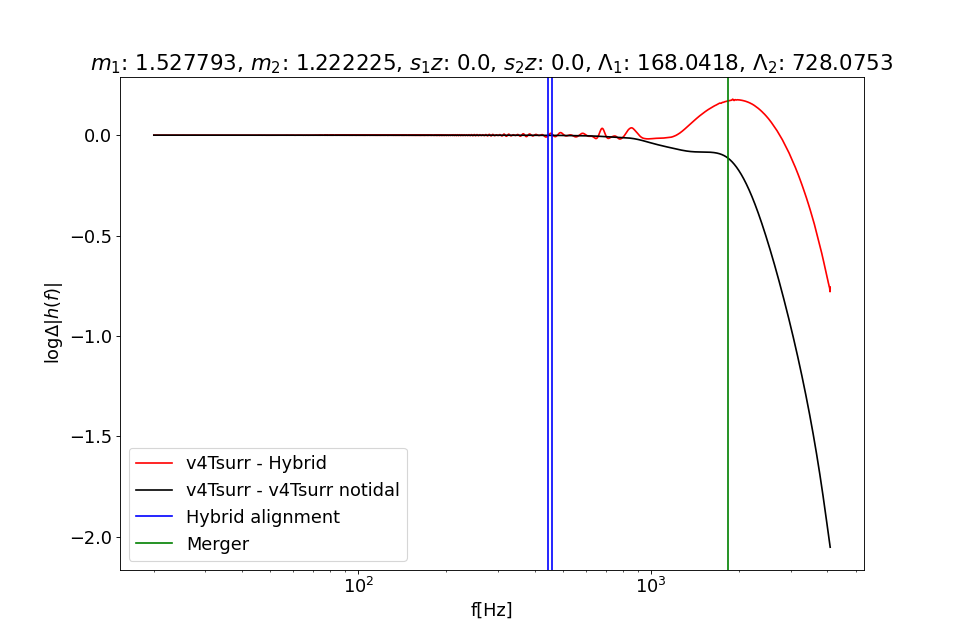 m₁: 1.527793, m₂: 1.222225, s₁z: 0.0, s₂z: 0.0, Λ₁: 168.0418, Λ₂: 728.0753
logΔ|h(f)|
0.0
−0.5
−1.0
−1.5
−2.0
v4Tsurr - Hybrid
v4Tsurr - v4Tsurr notidal
Hybrid alignment
Merger
10² 10³
f[Hz]